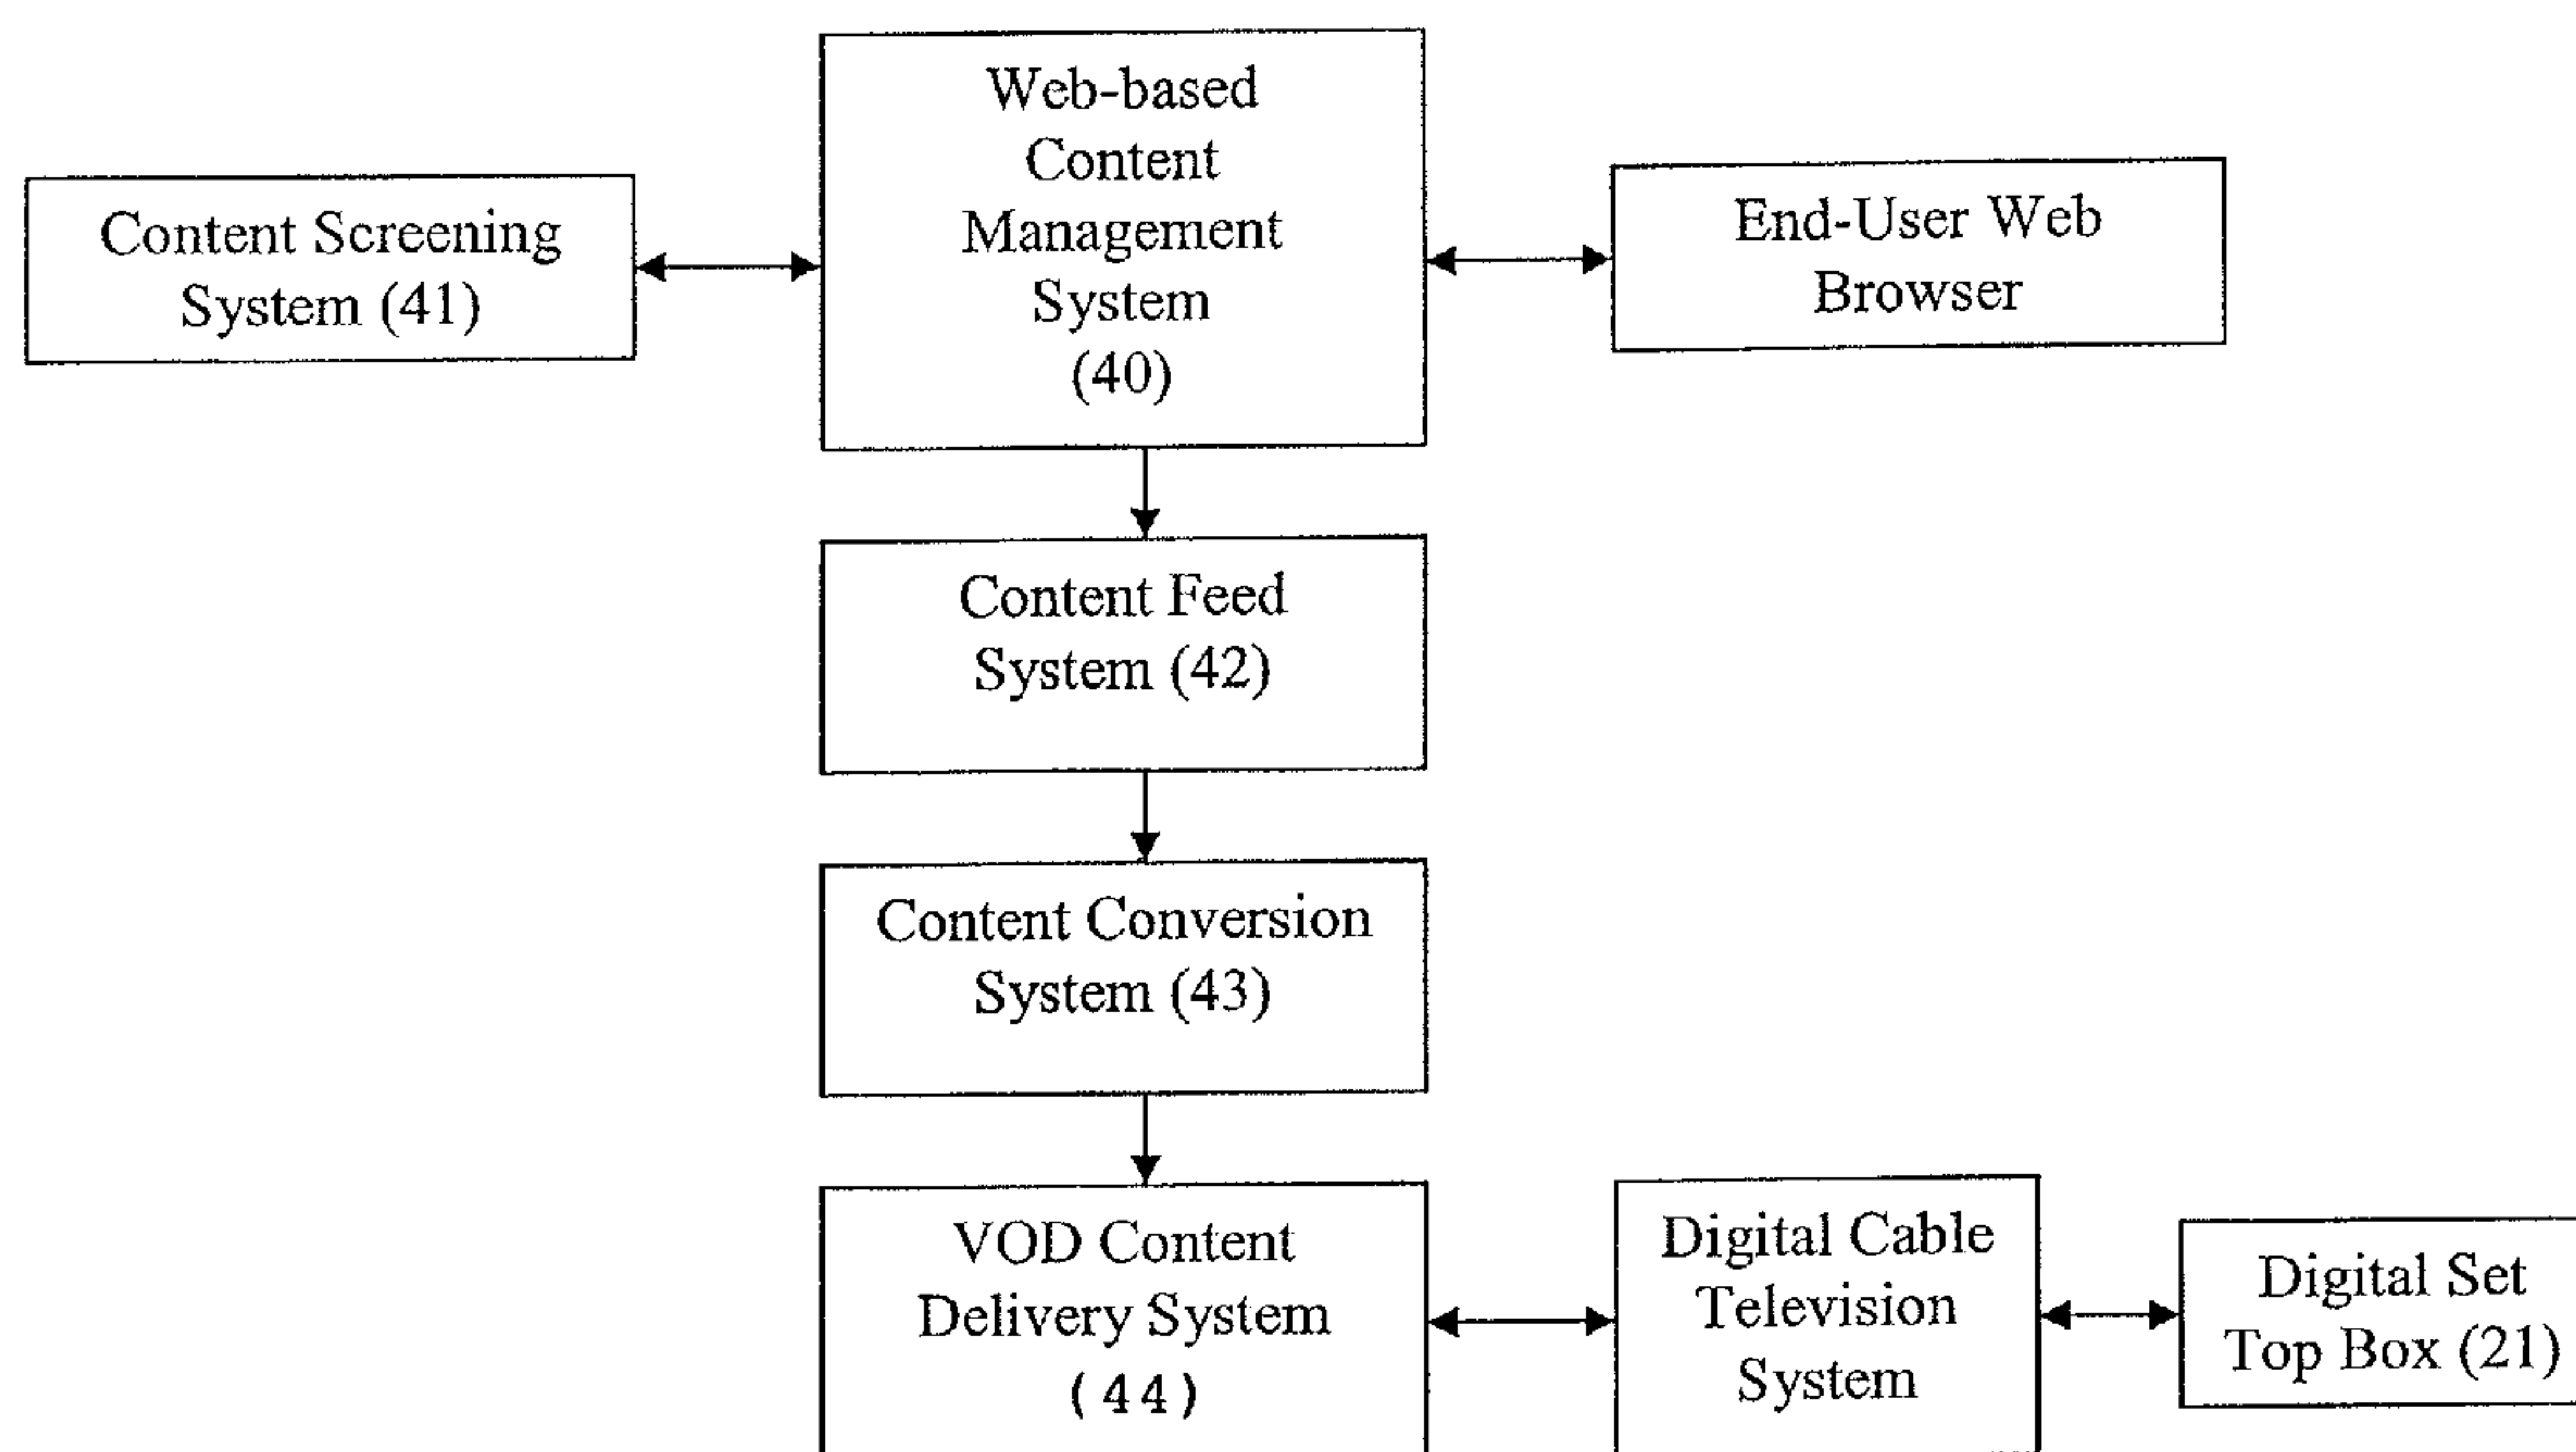 Web-based
Content
Management
System
(40)
Content Screening
System (41)
End-User Web
Browser
Content Feed
System (42)
Content Conversion
System (43)
VOD Content
Delivery System
(44)
Digital Cable
Television
System
Digital Set
Top Box (21)